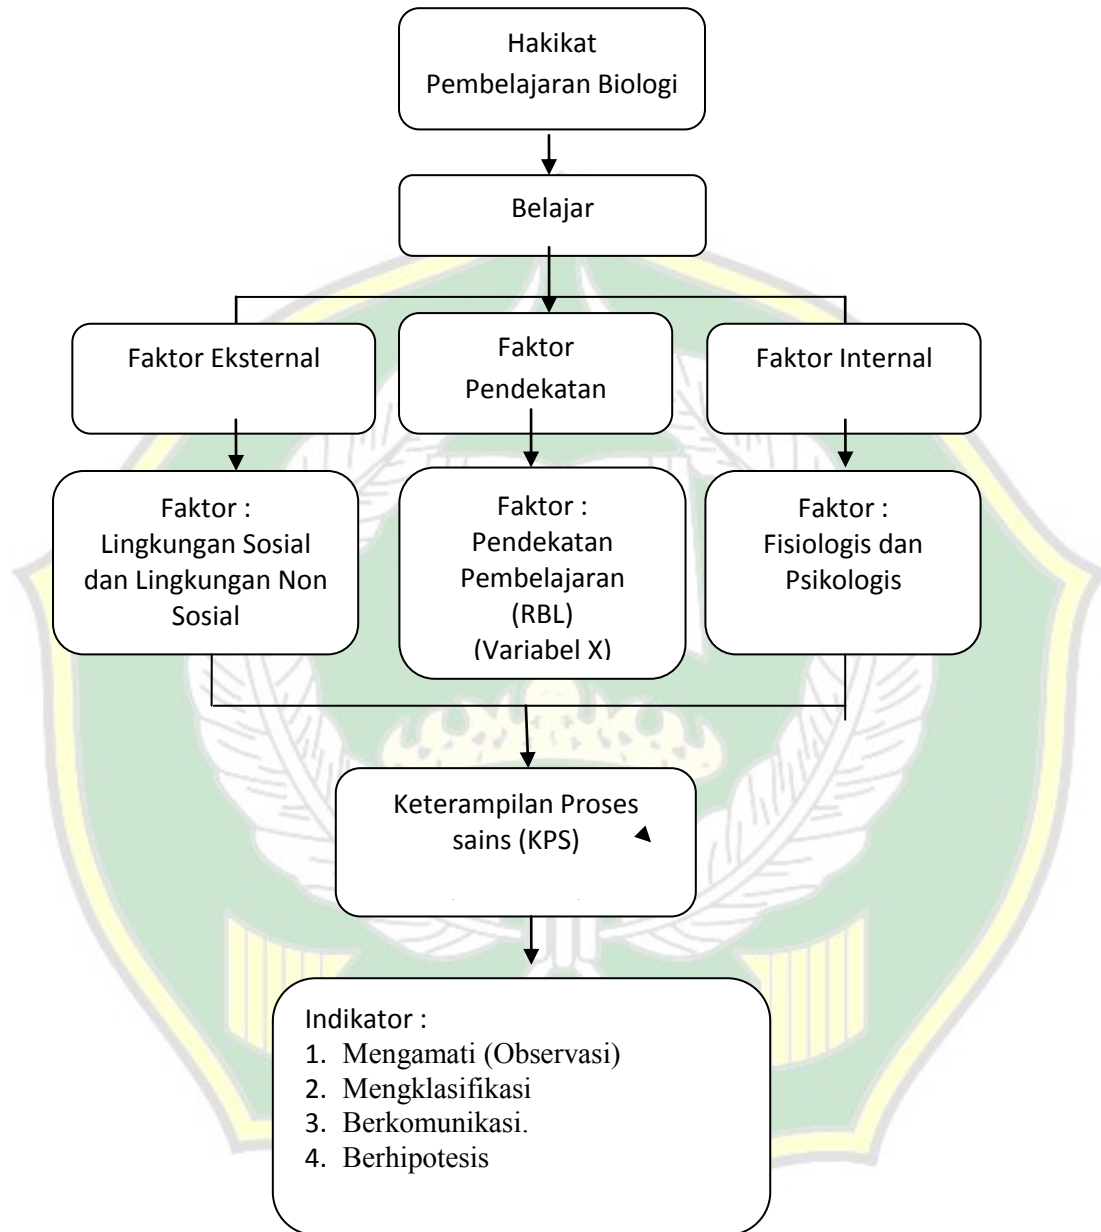 Hakikat
Pembelajaran Biologi
Belajar
Faktor Eksternal
Faktor
Pendekatan
Faktor Internal
Faktor :
Lingkungan Sosial
dan Lingkungan Non
Sosial
Faktor :
Pendekatan
Pembelajaran
(RBL)
(Variabel X)
Faktor :
Fisiologis dan
Psikologis
Keterampilan Proses
sains (KPS)
Indikator :
1. Mengamati (Observasi)
2. Mengklasifikasi
3. Berkomunikasi.
4. Berhipotesis